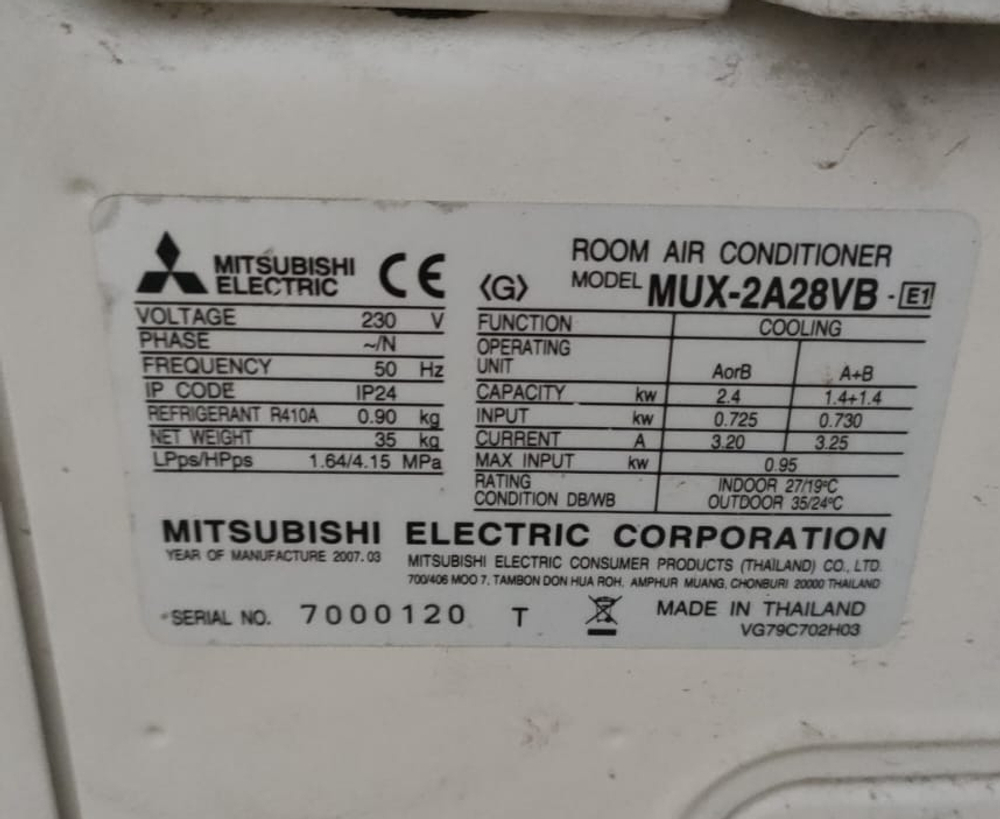 MITSUBISHI
ELECTRIC
CE
VOLTAGE 230 V
PHASE ~/N
FREQUENCY 50 Hz
IP CODE IP24
REFRIGERANT R410A 0.90 kg
NET WEIGHT 35 kg
LPps/HPps 1.64/4.15 MPa
ROOM AIR CONDITIONER
⟨G⟩ MODEL MUX-2A28VB - E1
FUNCTION COOLING
OPERATING
UNIT AorB A+B
CAPACITY kw 2.4 1.4+1.4
INPUT kw 0.725 0.730
CURRENT A 3.20 3.25
MAX INPUT kw 0.95
RATING INDOOR 27/19°C
CONDITION DB/WB OUTDOOR 35/24°C
MITSUBISHI ELECTRIC CORPORATION
YEAR OF MANUFACTURE 2007.03
MITSUBISHI ELECTRIC CONSUMER PRODUCTS (THAILAND) CO., LTD.
700/406 MOO 7, TAMBON DON HUA ROH, AMPHUR MUANG, CHONBURI 20000 THAILAND
SERIAL NO. 7000120 T
MADE IN THAILAND
VG79C702H03